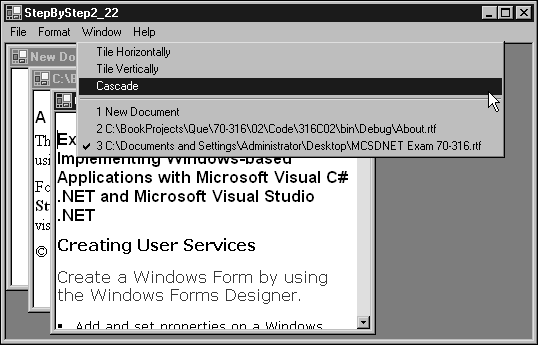 StepByStep2_22
File Format Window Help
Tile Horizontally
Tile Vertically
Cascade
1 New Document
2 C:\BookProjects\Que\70-316\02\Code\316C02\bin\Debug\About.rtf
✔ 3 C:\Documents and Settings\Administrator\Desktop\MCSDNET Exam 70-316.rtf
New Do
C:\B
A
Th
usi
Fo
St
vis
©
Ex
Implementing Windows-based
Applications with Microsoft Visual C#
.NET and Microsoft Visual Studio
.NET
Creating User Services
Create a Windows Form by using
the Windows Forms Designer.
▪ Add and set properties on a Windows